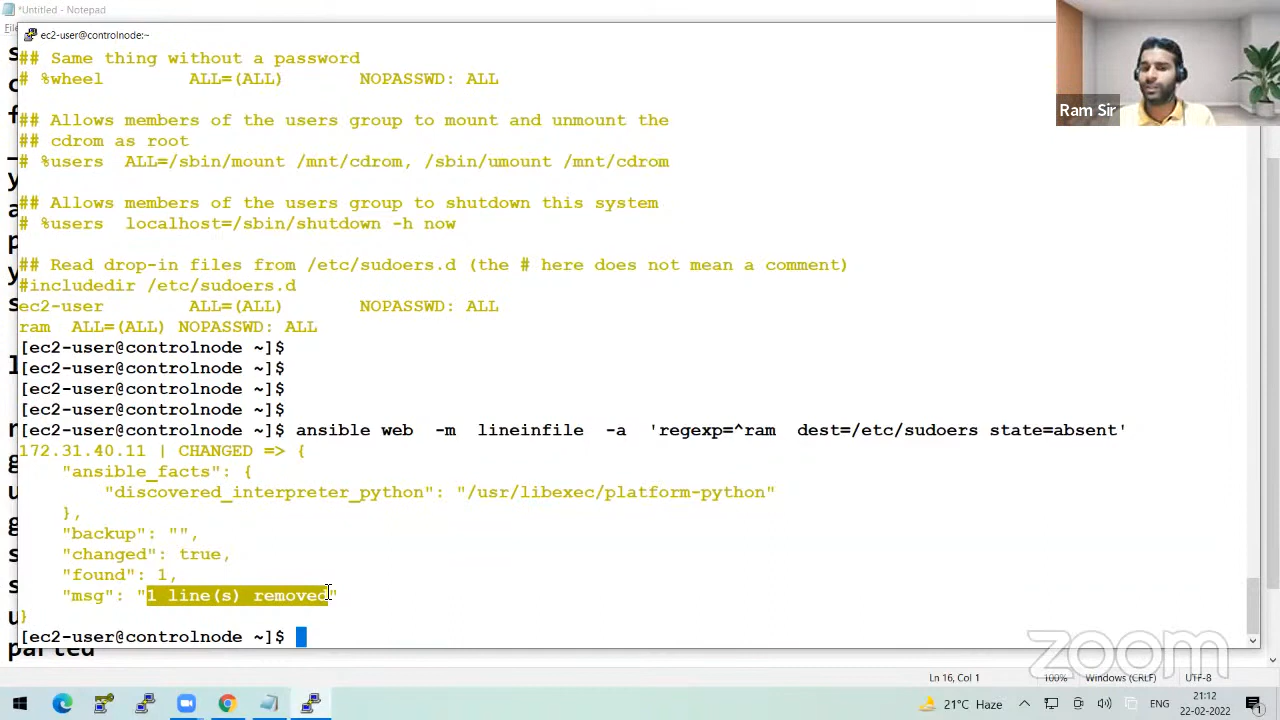 *Untitled - Notepad
ec2-user@controlnode:~
## Same thing without a password
# %wheel ALL=(ALL) NOPASSWD: ALL
## Allows members of the users group to mount and unmount the
## cdrom as root
# %users ALL=/sbin/mount /mnt/cdrom, /sbin/umount /mnt/cdrom
## Allows members of the users group to shutdown this system
# %users localhost=/sbin/shutdown -h now
## Read drop-in files from /etc/sudoers.d (the # here does not mean a comment)
#includedir /etc/sudoers.d
ec2-user ALL=(ALL) NOPASSWD: ALL
ram ALL=(ALL) NOPASSWD: ALL
[ec2-user@controlnode ~]$
[ec2-user@controlnode ~]$
[ec2-user@controlnode ~]$
[ec2-user@controlnode ~]$
[ec2-user@controlnode ~]$ ansible web -m lineinfile -a 'regexp=^ram dest=/etc/sudoers state=absent'
172.31.40.11 | CHANGED => {
"ansible_facts": {
"discovered_interpreter_python": "/usr/libexec/platform-python"
},
"backup": "",
"changed": true,
"found": 1,
"msg": "1 line(s) removed"
}
[ec2-user@controlnode ~]$
parted
Ram Sir
zoom
Ln 16, Col 1 100% Windows (CRLF) UTF-8
21°C Haze
ENG
21:12
22-02-2022